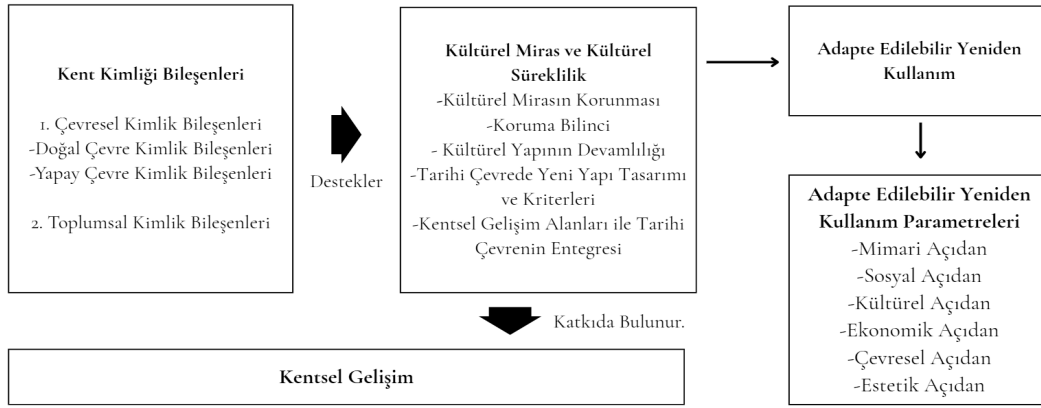 Kent Kimliği Bileşenleri
1. Çevresel Kimlik Bileşenleri
-Doğal Çevre Kimlik Bileşenleri
-Yapay Çevre Kimlik Bileşenleri
2. Toplumsal Kimlik Bileşenleri
Destekler
Kültürel Miras ve Kültürel
Süreklilik
-Kültürel Mirasın Korunması
-Koruma Bilinci
- Kültürel Yapının Devamlılığı
-Tarihi Çevrede Yeni Yapı Tasarımı
ve Kriterleri
-Kentsel Gelişim Alanları ile Tarihi
Çevrenin Entegresi
Katkıda Bulunur.
Kentsel Gelişim
Adapte Edilebilir Yeniden
Kullanım
Adapte Edilebilir Yeniden
Kullanım Parametreleri
-Mimari Açıdan
-Sosyal Açıdan
-Kültürel Açıdan
-Ekonomik Açıdan
-Çevresel Açıdan
-Estetik Açıdan